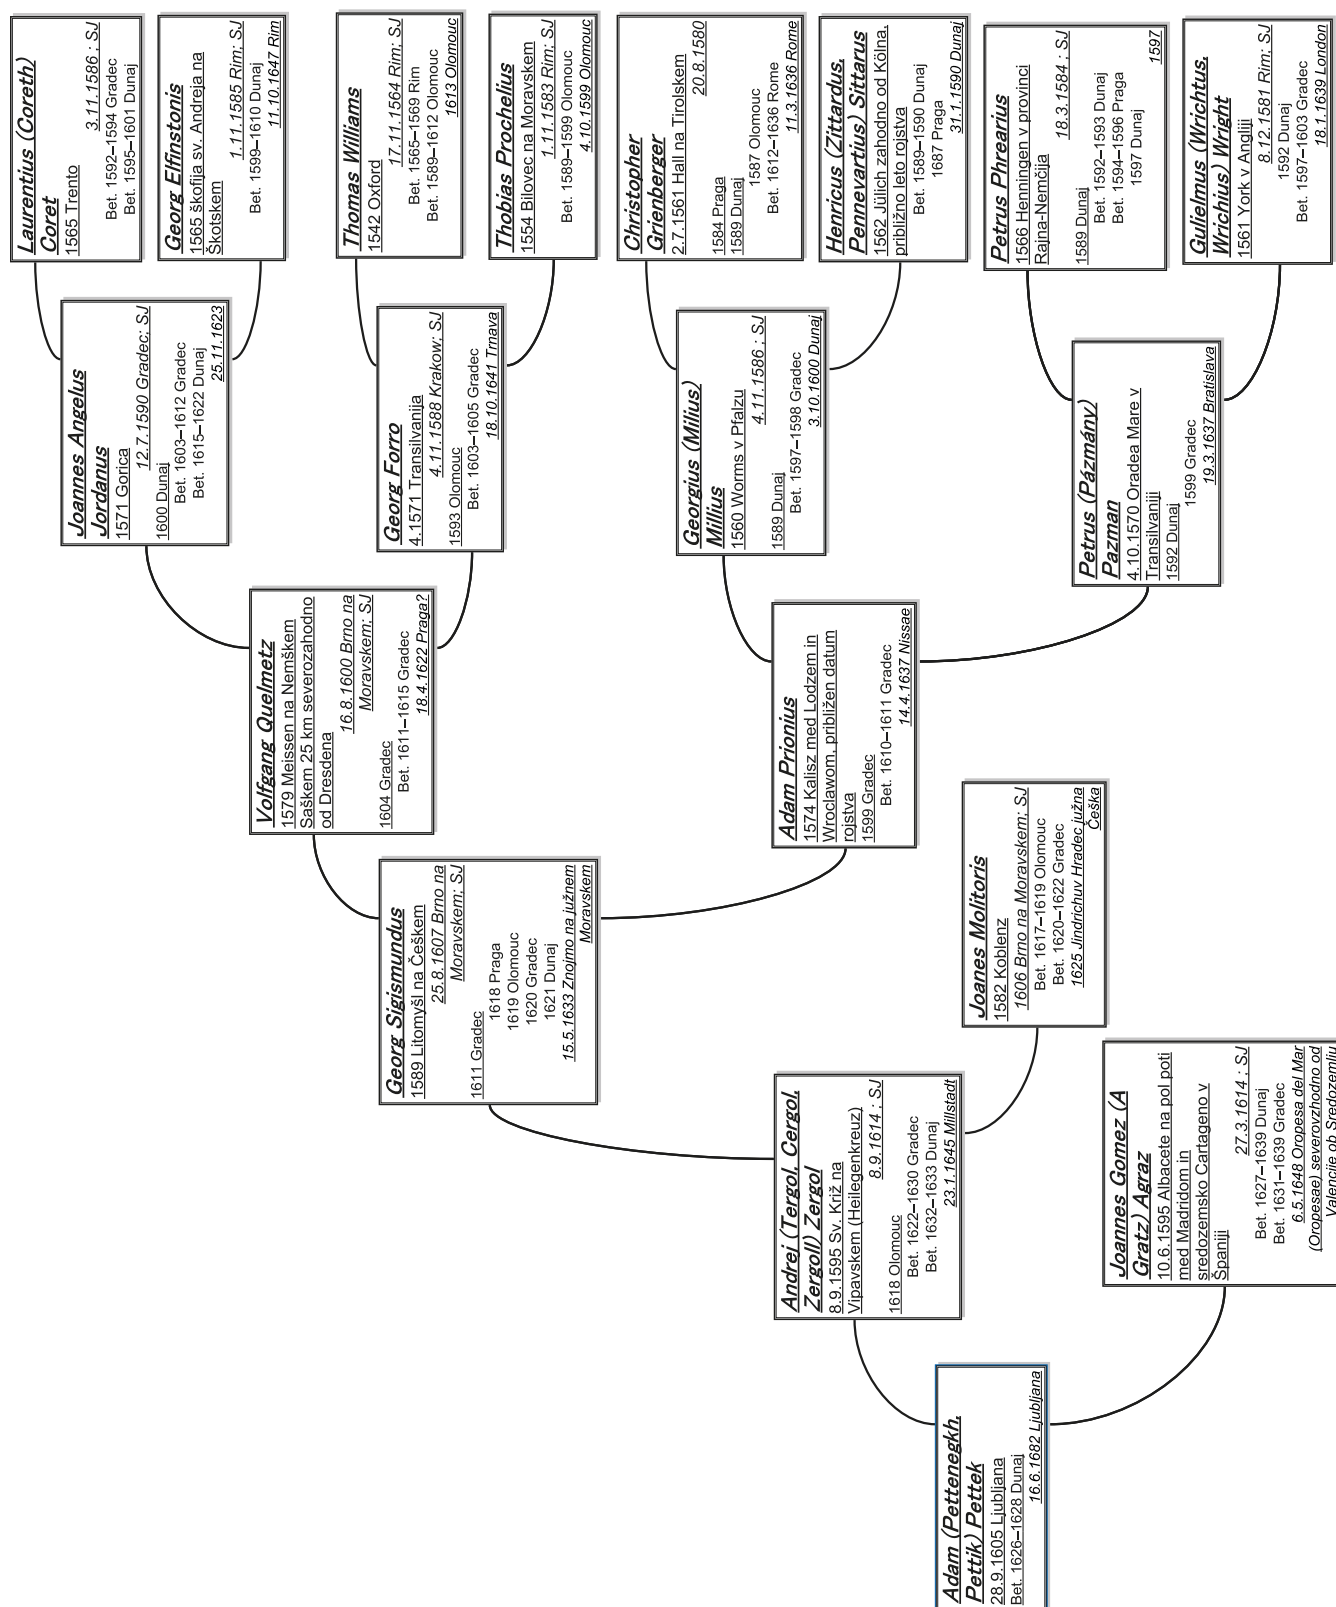 Laurentius (Coreth)
Coret
1565 Trento
3.11.1586 ; SJ
Bet. 1592–1594 Gradec
Bet. 1595–1601 Dunaj
Georg Elfinstonis
1565 škofija sv. Andreja na
Škotskem
1.11.1585 Rim; SJ
Bet. 1599–1610 Dunaj
11.10.1647 Rim
Thomas Williams
1542 Oxford
17.11.1564 Rim; SJ
Bet. 1565–1569 Rim
Bet. 1589–1612 Olomouc
1613 Olomouc
Thobias Prochelius
1554 Bilovec na Moravskem
1.11.1583 Rim; SJ
Bet. 1589–1599 Olomouc
4.10.1599 Olomouc
Christopher
Grienberger
2.7.1561 Hall na Tirolskem
20.8.1580
1584 Praga
1589 Dunaj
1587 Olomouc
Bet. 1612–1636 Rome
11.3.1636 Rome
Henricus (Zittardus,
Pennevartius) Sittarus
1562 Jülich zahodno od Kölna,
približno leto rojstva
Bet. 1589–1590 Dunaj
1687 Praga
31.1.1590 Dunaj
Petrus Phrearius
1566 Henningen v provinci
Rajna-Nemčija
18.3.1584 ; SJ
1589 Dunaj
Bet. 1592–1593 Dunaj
Bet. 1594–1596 Praga
1597 Dunaj
1597
Gulielmus (Wrichtus,
Wrichius) Wright
1561 York v Angliji
8.12.1581 Rim; SJ
1592 Dunaj
Bet. 1597–1603 Gradec
18.1.1639 London
Joannes Angelus
Jordanus
1571 Gorica
12.7.1590 Gradec; SJ
1600 Dunaj
Bet. 1603–1612 Gradec
Bet. 1615–1622 Dunaj
25.11.1623
Georg Forro
4.1571 Transilvanija
4.11.1588 Krakow; SJ
1593 Olomouc
Bet. 1603–1605 Gradec
18.10.1641 Trnava
Georgius (Milius)
Millius
1560 Worms v Pfalzu
4.11.1586 ; SJ
1589 Dunaj
Bet. 1597–1598 Gradec
3.10.1600 Dunaj
Petrus (Pázmány)
Pazman
4.10.1570 Oradea Mare v
Transilvaniji
1592 Dunaj
1599 Gradec
19.3.1637 Bratislava
Volfgang Quelmetz
1579 Meissen na Nemškem
Saškem 25 km severozahodno
od Dresdena
16.8.1600 Brno na
Moravskem; SJ
1604 Gradec
Bet. 1611–1615 Gradec
18.4.1622 Praga?
Adam Prionius
1574 Kalisz med Lodzem in
Wroclawom, približen datum
rojstva
1599 Gradec
Bet. 1610–1611 Gradec
14.4.1637 Nissae
Georg Sigismundus
1589 Litomyšl na Češkem
25.8.1607 Brno na
Moravskem; SJ
1611 Gradec
1618 Praga
1619 Olomouc
1620 Gradec
1621 Dunaj
15.5.1633 Znojmo na južnem
Moravskem
Joanes Molitoris
1582 Koblenz
1606 Brno na Moravskem; SJ
Bet. 1617–1619 Olomouc
Bet. 1620–1622 Gradec
1625 Jindrichuv Hradec južna
Češka
Andrej (Tergol, Cergol,
Zergoll) Zergol
8.9.1595 Sv. Križ na
Vipavskem (Heilegenkreuz)
8.9.1614 ; SJ
1618 Olomouc
Bet. 1622–1630 Gradec
Bet. 1632–1633 Dunaj
23.1.1645 Millstadt
Joannes Gomez (A
Gratz) Agraz
10.6.1595 Albacete na pol poti
med Madridom in
sredozemsko Cartageno v
Španiji
27.3.1614 ; SJ
Bet. 1627–1639 Dunaj
Bet. 1631–1639 Gradec
6.5.1648 Oropesa del Mar
(Oropesae) severovzhodno od
Valencije ob Sredozemlju
Adam (Pettenegkh,
Pettik) Pettek
28.9.1605 Ljubljana
Bet. 1626–1628 Dunaj
16.6.1682 Ljubljana